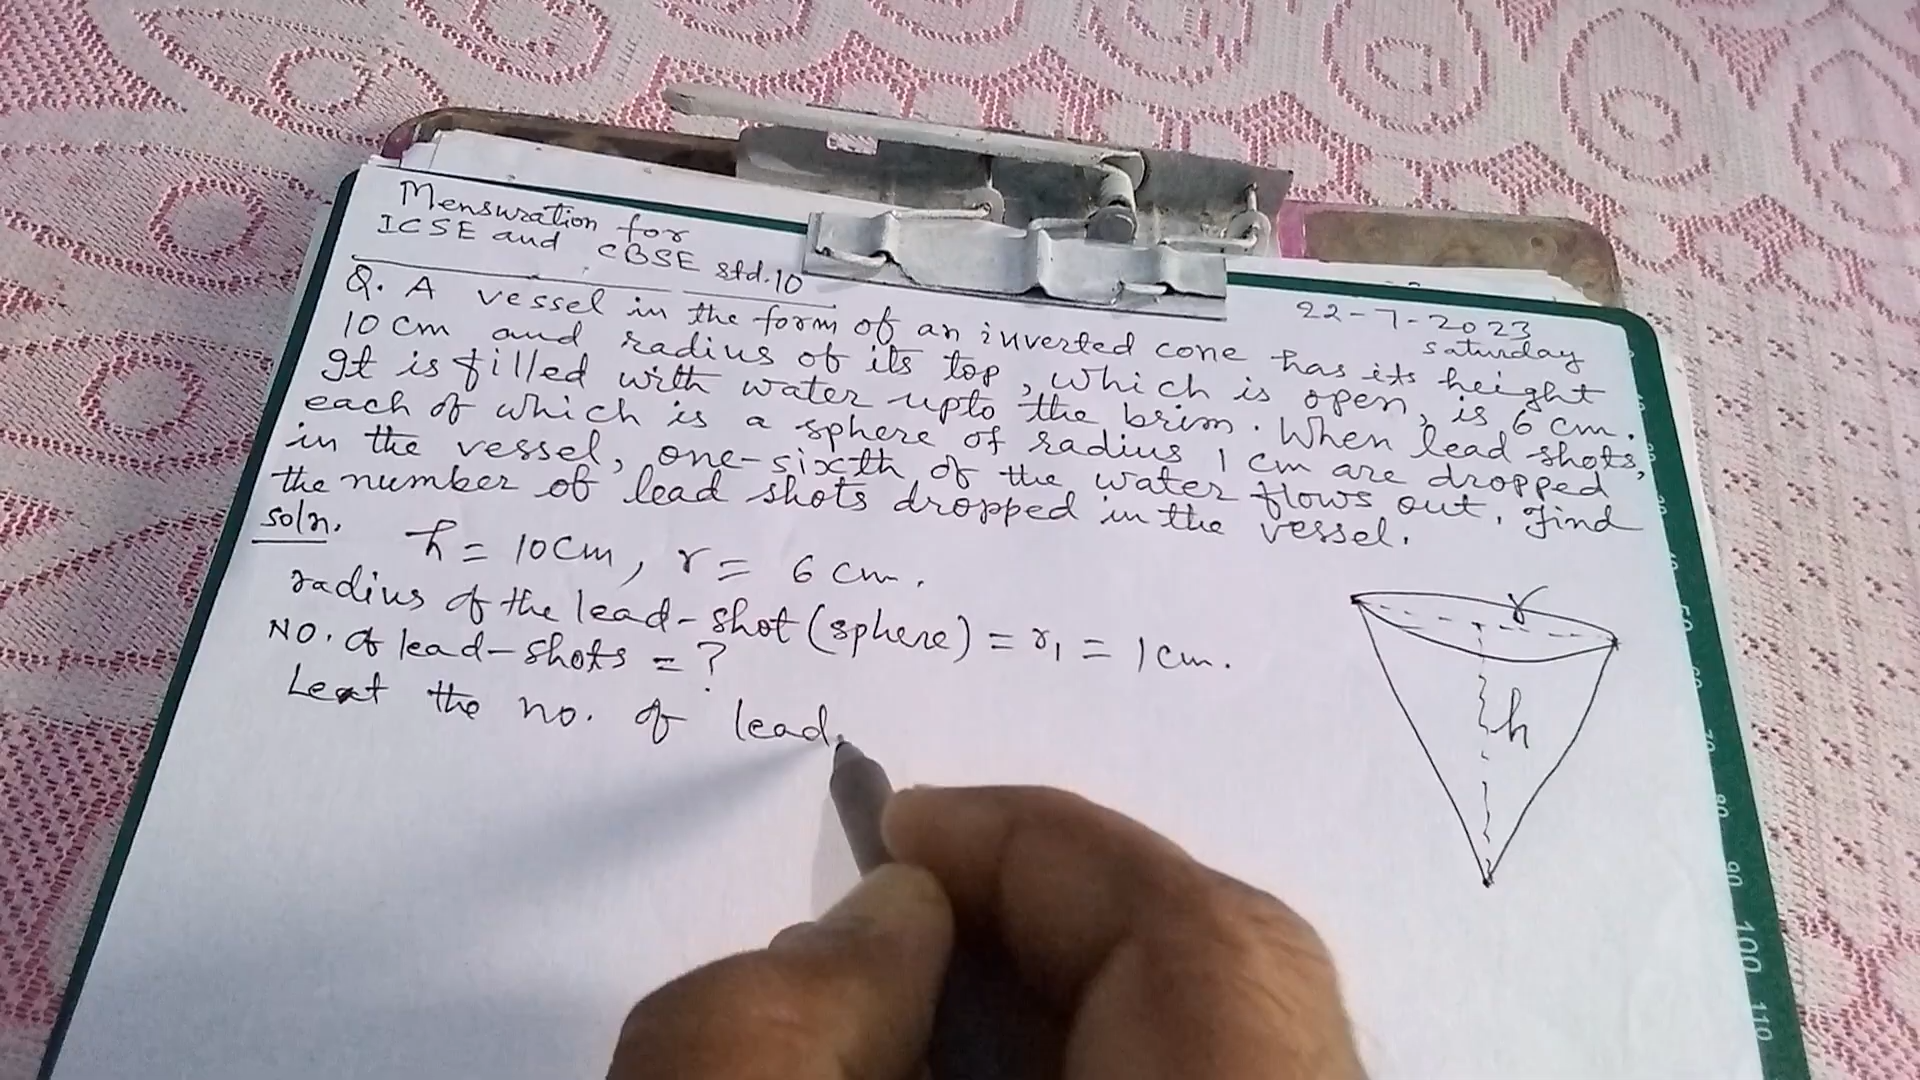 Mensuration for
ICSE and CBSE std.10
22-7-2023
saturday
Q. A vessel in the form of an inverted cone has its height
10 cm and radius of its top, which is open, is 6 cm.
It is filled with water upto the brim. When lead shots,
each of which is a sphere of radius 1 cm are dropped
in the vessel, one-sixth of the water flows out. find
the number of lead shots dropped in the vessel.
soln. h = 10 cm, r = 6 cm.
radius of the lead-shot (sphere) = r₁ = 1 cm.
NO. of lead-shots = ?
Let the no. of lead
r
h
80
90
100
110